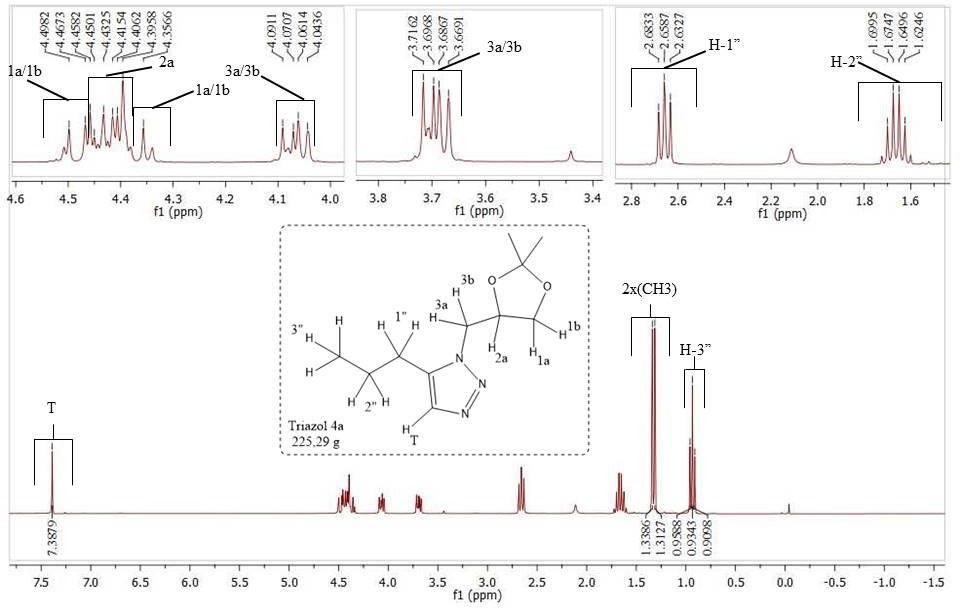 4.4982
4.4673
4.4582
4.4501
4.4325
4.4154
4.4062
4.3958
4.3566
4.0911
4.0707
4.0614
4.0436
1a/1b
2a
1a/1b
3a/3b
4.6 4.5 4.4 4.3 4.2 4.1 4.0
f1 (ppm)
3.7162
3.6968
3.6867
3.6691
3a/3b
3.8 3.7 3.6 3.5 3.4
f1 (ppm)
2.6833
2.6587
2.6327
1.6995
1.6747
1.6496
1.6246
H-1”
H-2”
2.8 2.6 2.4 2.2 2.0 1.8 1.6
f1 (ppm)
O
O
3b
H
3a
H
H
1b
H
2a
H
1a
3"
H
H
H
1"
H
H
H
H
2"
N
N
N
H
T
Triazol 4a
225,29 g
T
2x(CH3)
H-3”
7.3879
1.3386
1.3127
0.9588
0.9343
0.9098
7.5 7.0 6.5 6.0 5.5 5.0 4.5 4.0 3.5 3.0 2.5 2.0 1.5 1.0 0.5 0.0 -0.5 -1.0 -1.5
f1 (ppm)